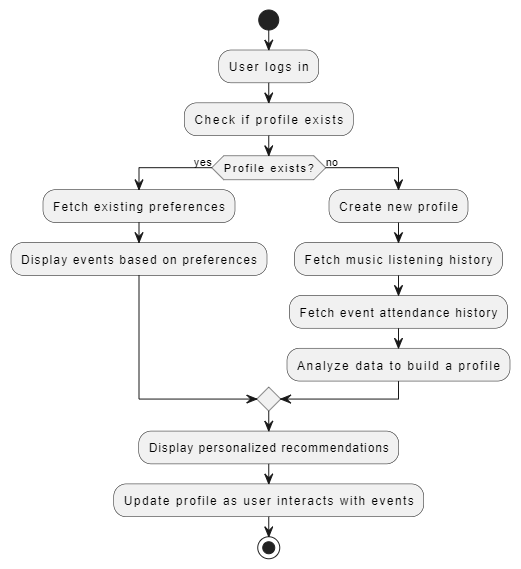 User logs in
Check if profile exists
yes
Profile exists?
no
Fetch existing preferences
Display events based on preferences
Create new profile
Fetch music listening history
Fetch event attendance history
Analyze data to build a profile
Display personalized recommendations
Update profile as user interacts with events